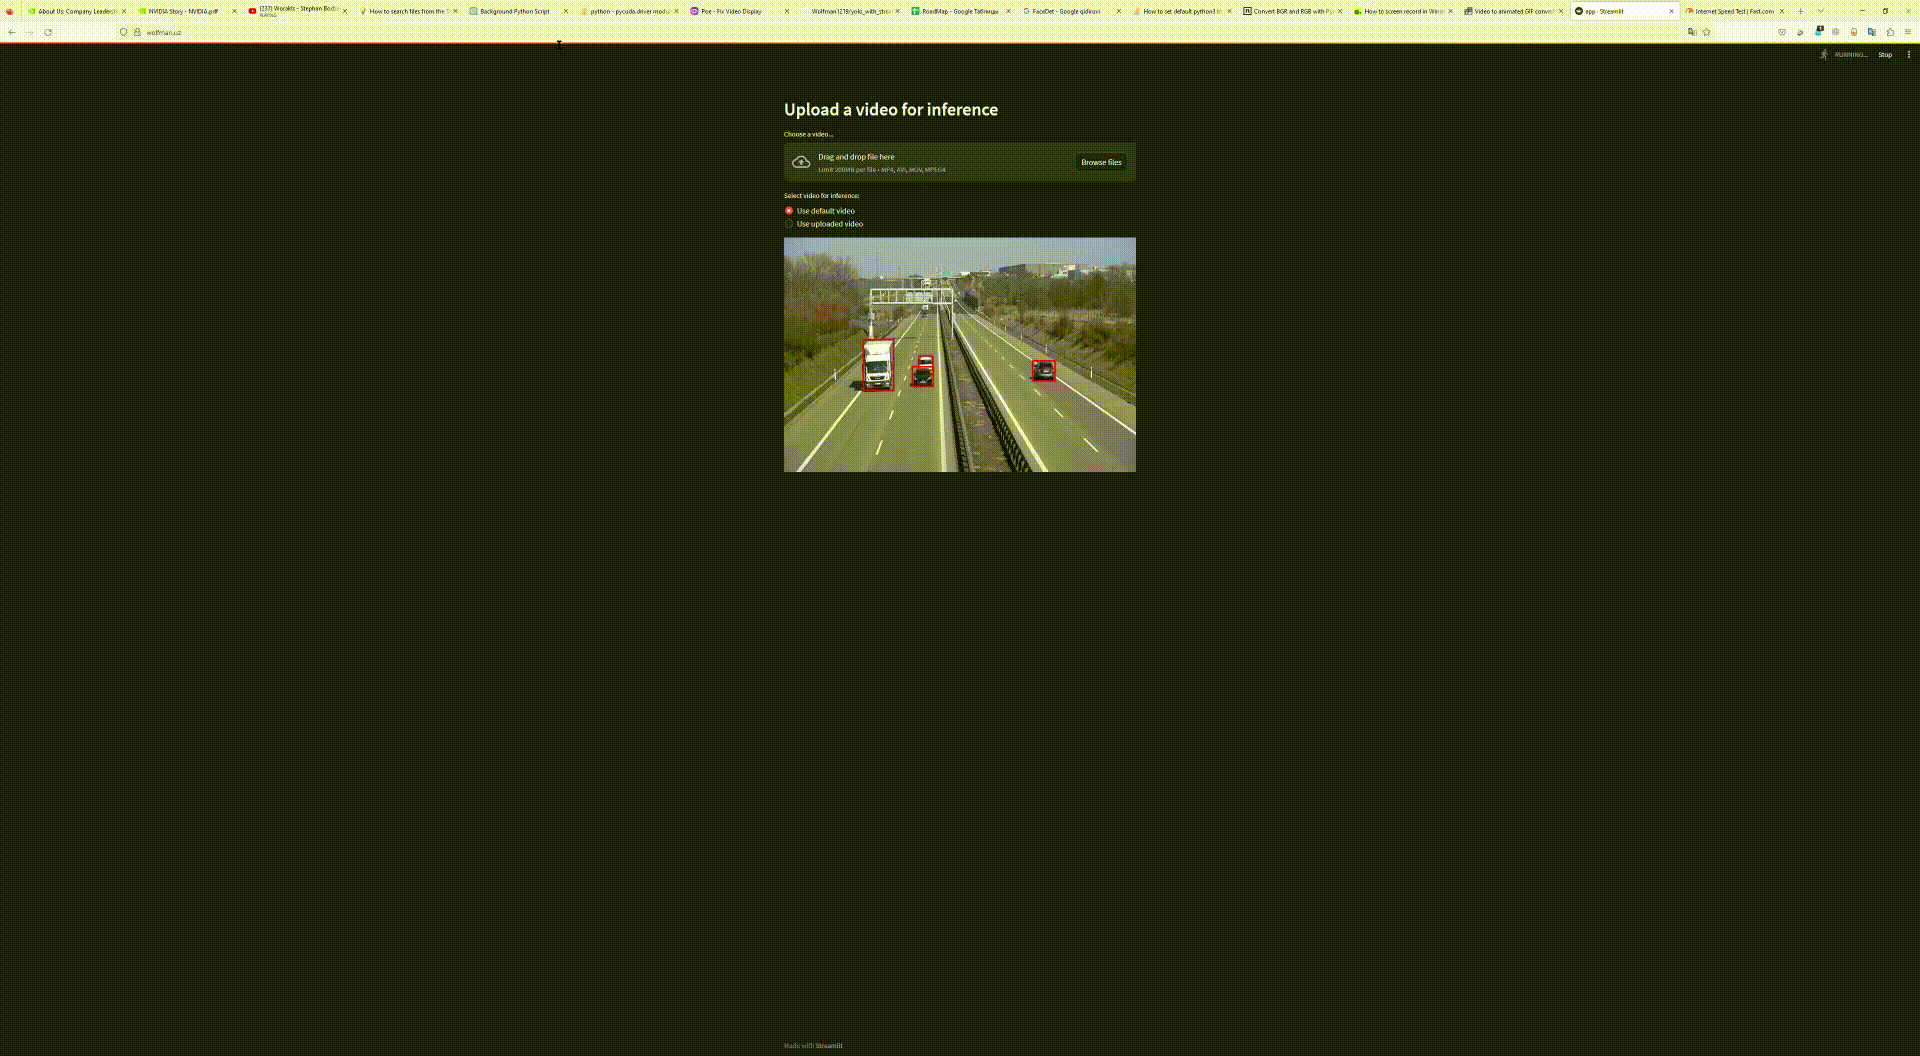 About Us: Company Leadersh
NVIDIA Story - NVIDIA.pdf
(237) Worakls - Stephan Bodz
PLAYING
How to search files from the T
Background Python Script
python - pycuda.driver modul
Poe - Fix Video Display
Wolfman1219/yolo_with_strea
RoadMap - Google Таблицы
FaceDet - Google qidiruvi
How to set default python3 to
Convert BGR and RGB with Py
How to screen record in Wind
Video to animated GIF conver
app · Streamlit
Internet Speed Test | Fast.com
wolfman.uz
RUNNING...
Stop
Upload a video for inference
Choose a video...
Drag and drop file here
Limit 200MB per file • MP4, AVI, MOV, MPEG4
Browse files
Select video for inference:
Use default video
Use uploaded video
Made with Streamlit